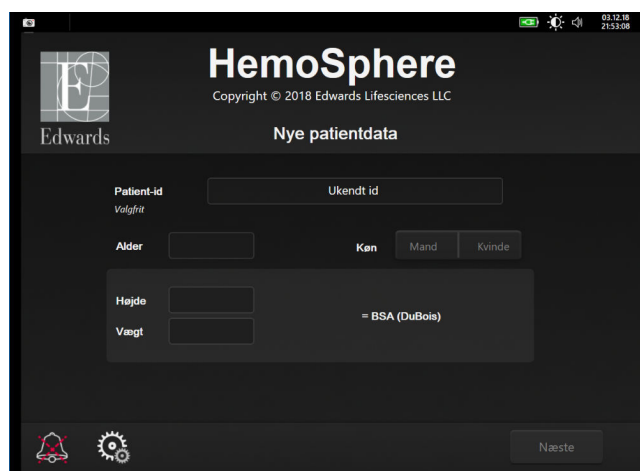 03.12.18
21:53:08
HemoSphere
Copyright © 2018 Edwards Lifesciences LLC
Edwards
Nye patientdata
Patient-id
Ukendt id
Valgfrit
Alder
Køn
Mand
Kvinde
Højde
= BSA (DuBois)
Vægt
Næste